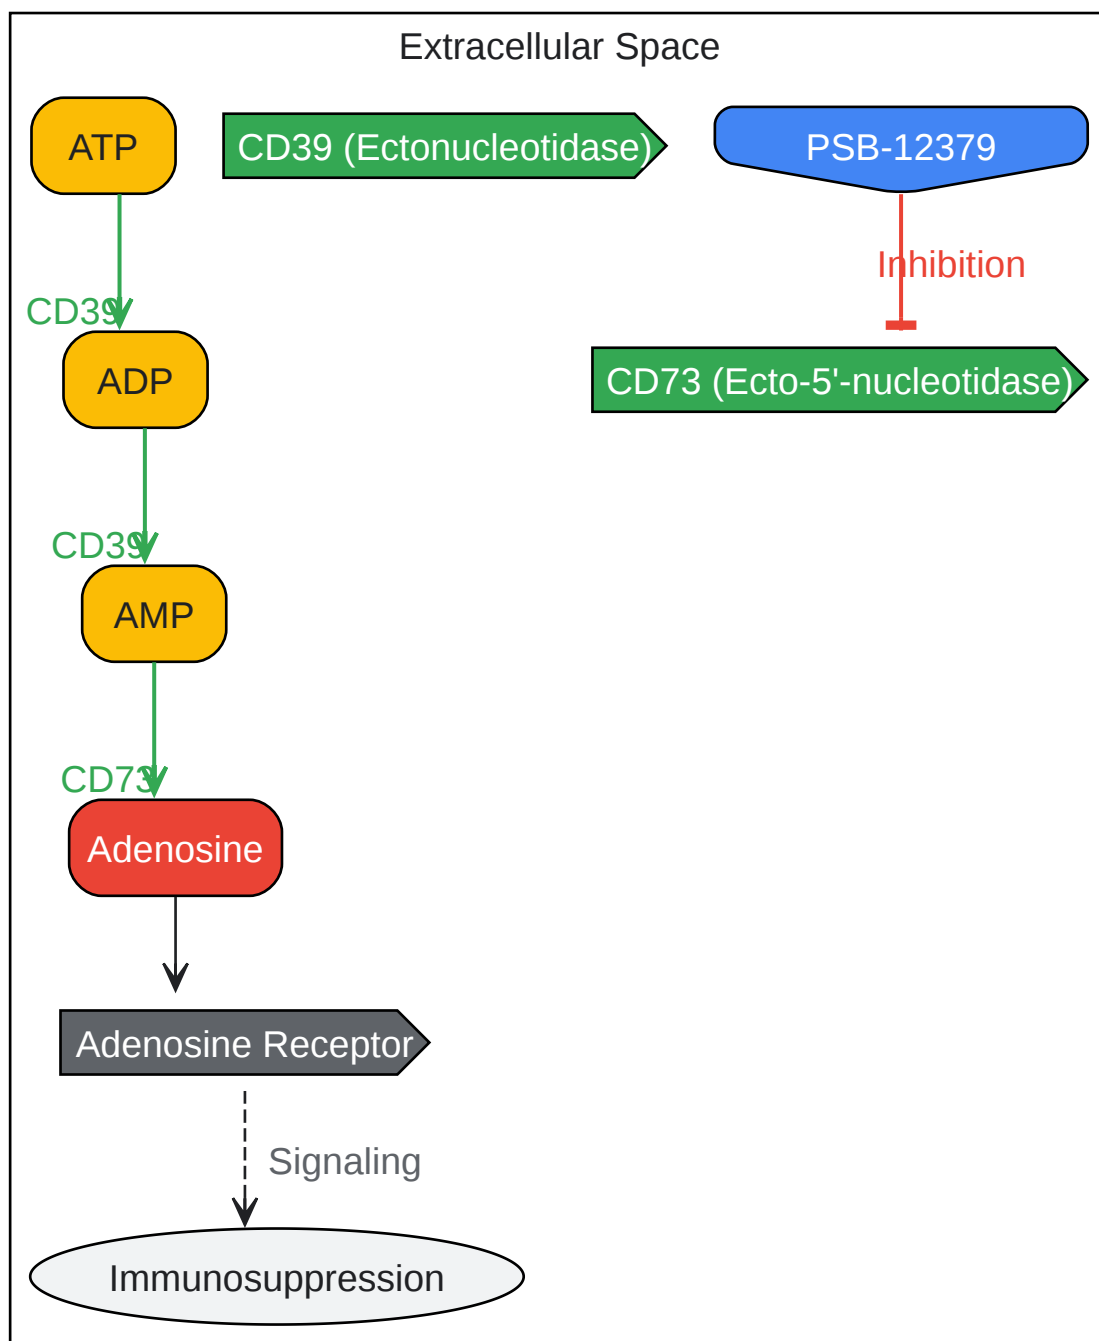 Extracellular Space
ATP
CD39 (Ectonucleotidase)
PSB-12379
Inhibition
CD39
ADP
CD73 (Ecto-5'-nucleotidase)
CD39
AMP
CD73
Adenosine
Adenosine Receptor
Signaling
Immunosuppression